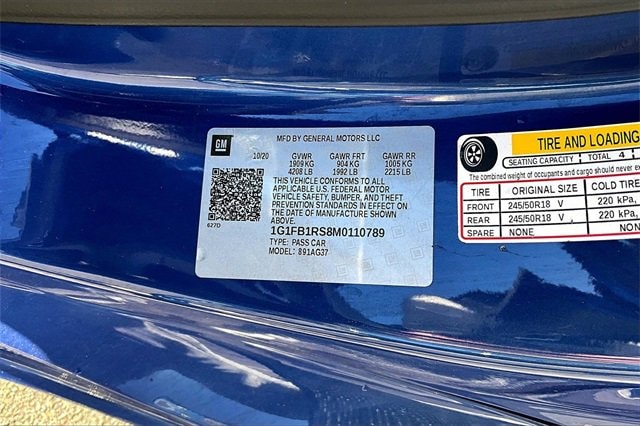 GM
MFD BY GENERAL MOTORS LLC
10/20 GVWR GAWR FRT GAWR RR
1909 KG 904 KG 1005 KG
4208 LB 1992 LB 2215 LB
THIS VEHICLE CONFORMS TO ALL
APPLICABLE U.S. FEDERAL MOTOR
VEHICLE SAFETY, BUMPER, AND THEFT
PREVENTION STANDARDS IN EFFECT ON
THE DATE OF MANUFACTURE SHOWN
ABOVE.
627D
1G1FB1RS8M0110789
TYPE: PASS CAR
MODEL: 891AG37
TIRE AND LOADING
SEATING CAPACITY TOTAL 4
The combined weight of occupants and cargo should never exceed
TIRE ORIGINAL SIZE COLD TIRE
FRONT 245/50R18 V 220 kPa,
REAR 245/50R18 V 220 kPa,
SPARE NONE NON